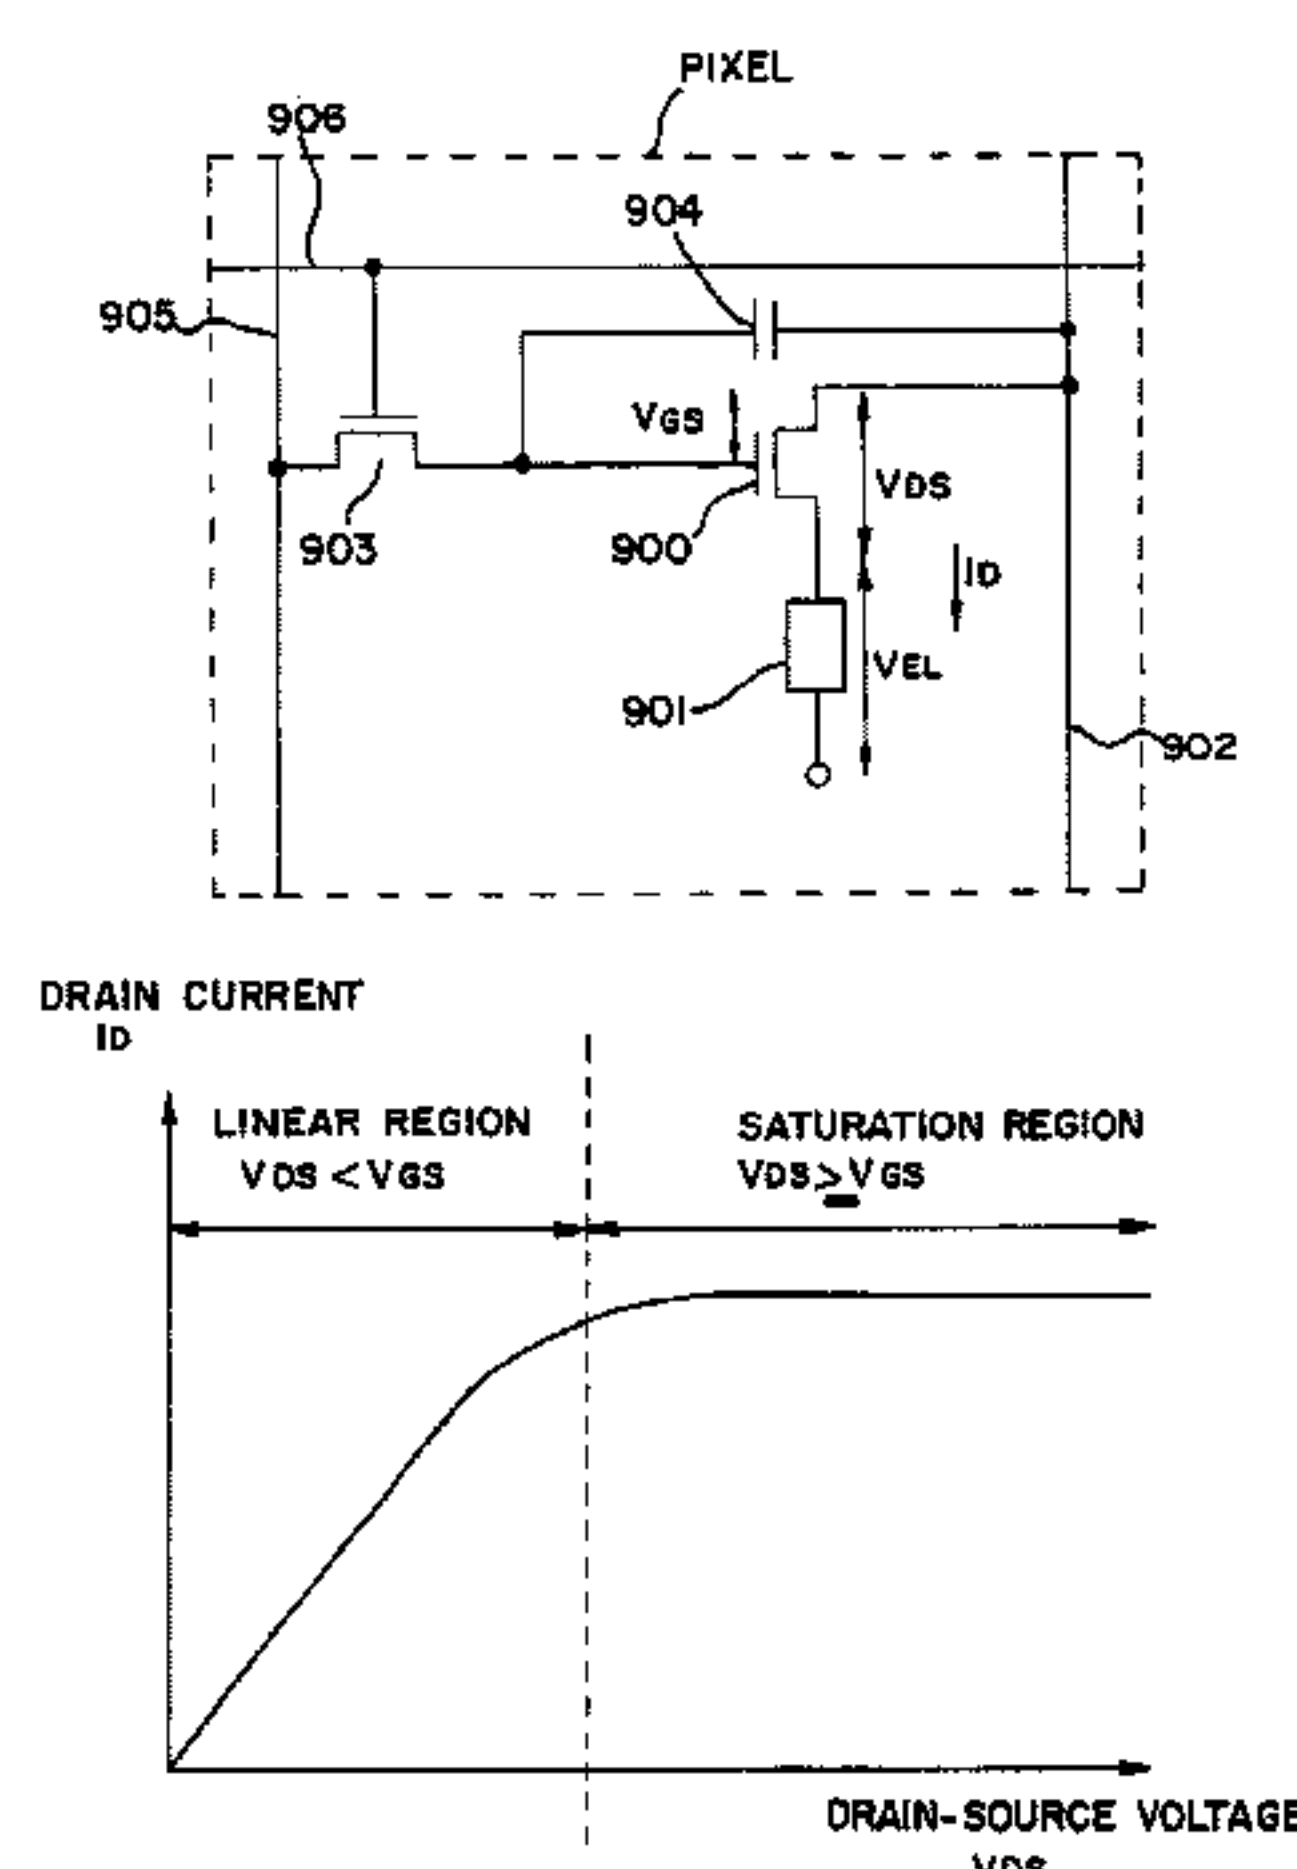 PIXEL
906
904
905
VGS
VDS
903
900
ID
VEL
901
902
DRAIN CURRENT
ID
LINEAR REGION
VDS < VGS
SATURATION REGION
VDS ≥ VGS
DRAIN-SOURCE VOLTAGE
VDS